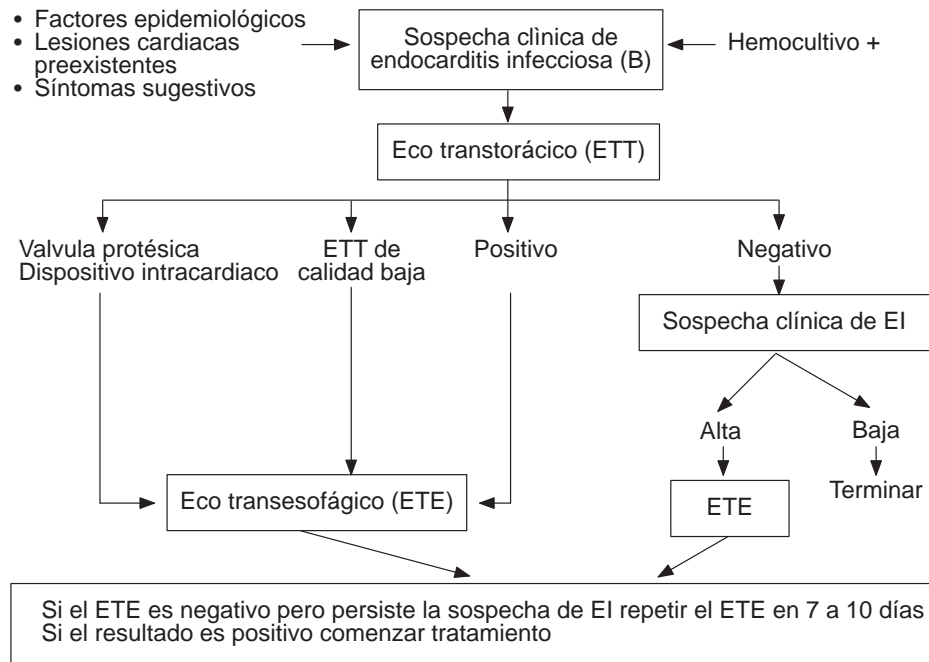 • Factores epidemiológicos
• Lesiones cardiacas
preexistentes
• Síntomas sugestivos
Sospecha clìnica de
endocarditis infecciosa (B)
Hemocultivo +
Eco transtorácico (ETT)
Valvula protésica
Dispositivo intracardiaco
ETT de
calidad baja
Positivo
Negativo
Sospecha clínica de EI
Alta
Baja
Eco transesofágico (ETE)
ETE
Terminar
Si el ETE es negativo pero persiste la sospecha de EI repetir el ETE en 7 a 10 días
Si el resultado es positivo comenzar tratamiento